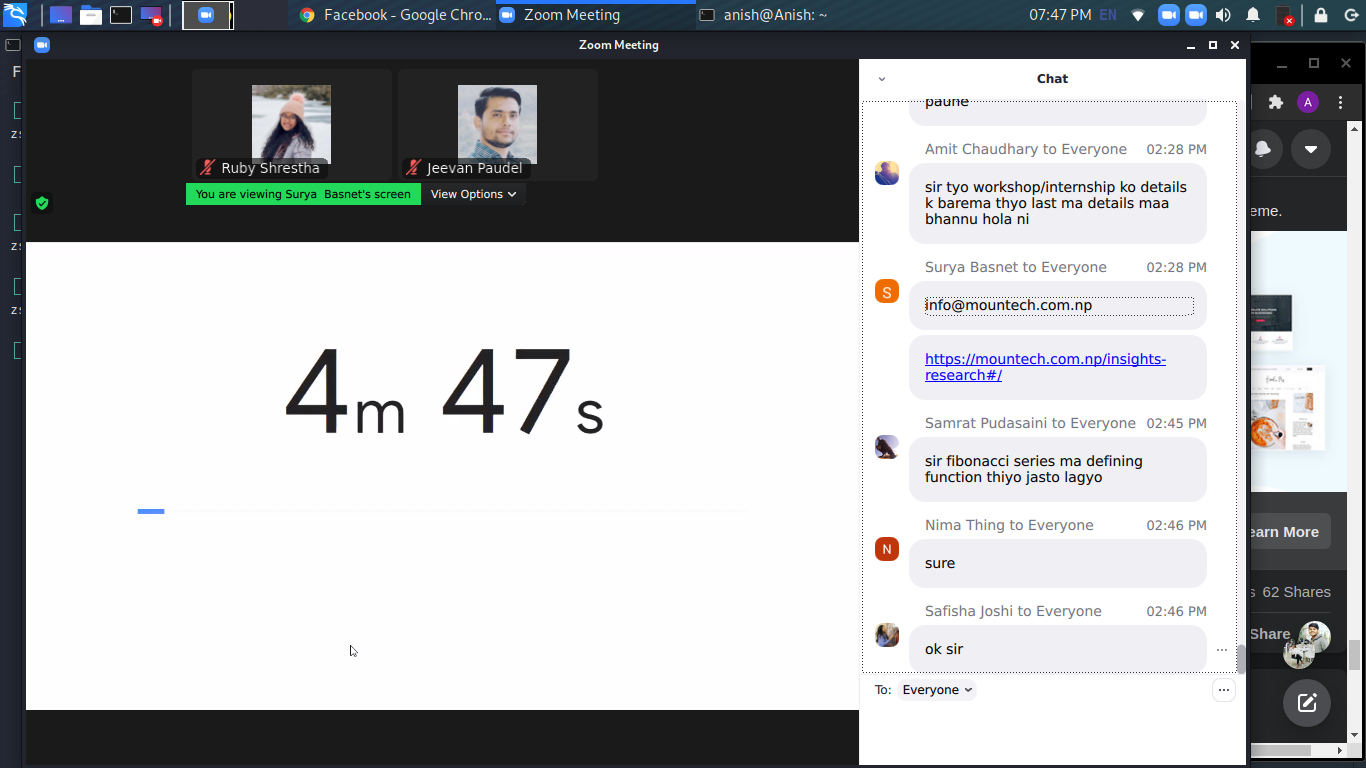 Facebook - Google Chro...
Zoom Meeting
anish@Anish: ~
07:47 PM
EN
Zoom Meeting
Ruby Shrestha
Jeevan Paudel
You are viewing Surya Basnet's screen
View Options
4m 47s
Chat
paune
Amit Chaudhary to Everyone 02:28 PM
sir tyo workshop/internship ko details
k barema thyo last ma details maa
bhannu hola ni
Surya Basnet to Everyone 02:28 PM
S
info@mountech.com.np
https://mountech.com.np/insights-
research#/
Samrat Pudasaini to Everyone 02:45 PM
sir fibonacci series ma defining
function thiyo jasto lagyo
Nima Thing to Everyone 02:46 PM
N
sure
Safisha Joshi to Everyone 02:46 PM
ok sir
To: Everyone
A
eme.
earn More
s 62 Shares
Share
F
zs
zs
zs